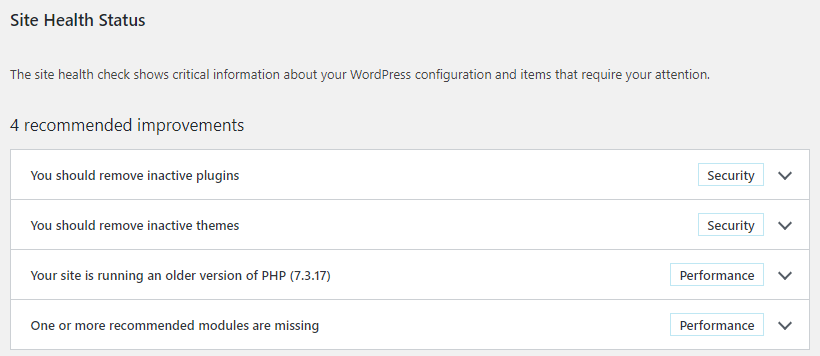 Site Health Status
The site health check shows critical information about your WordPress configuration and items that require your attention.
4 recommended improvements
You should remove inactive plugins Security
You should remove inactive themes Security
Your site is running an older version of PHP (7.3.17) Performance
One or more recommended modules are missing Performance